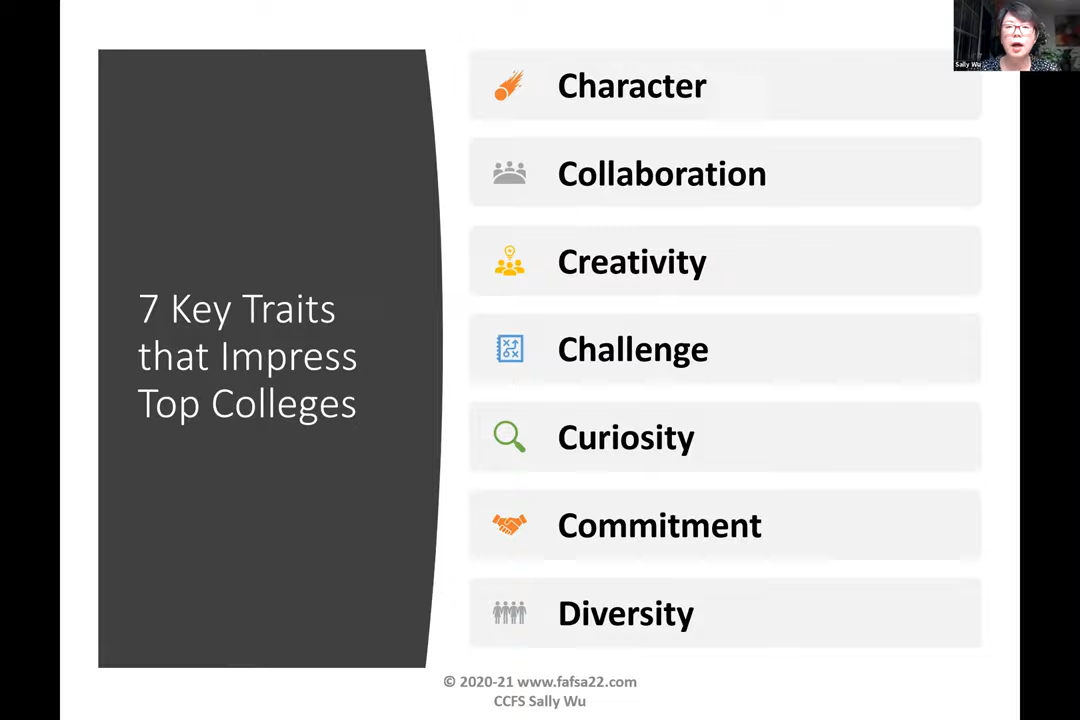 7 Key Traits
that Impress
Top Colleges
Character
Collaboration
Creativity
Challenge
Curiosity
Commitment
Diversity
Sally Wu
© 2020-21 www.fafsa22.com
CCFS Sally Wu